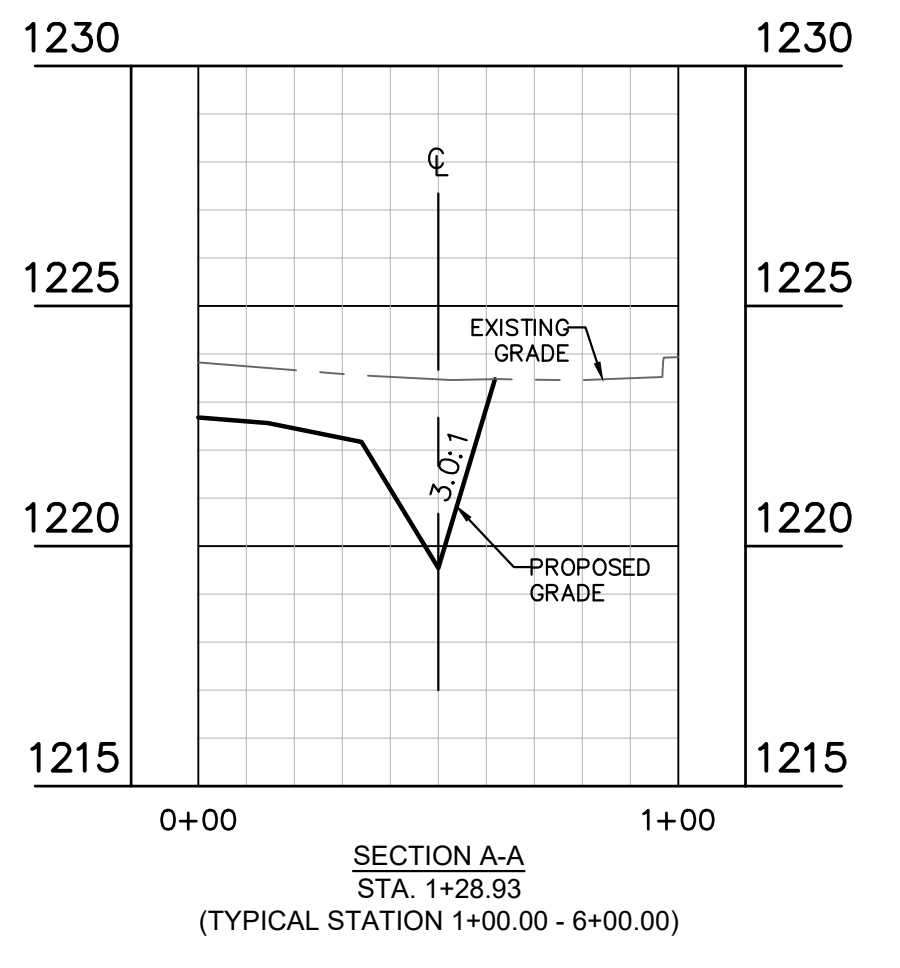 1230 1230
℄
1225 1225
EXISTING
GRADE
3.0:1
1220 1220
PROPOSED
GRADE
1215 1215
0+00 1+00
SECTION A-A
STA. 1+28.93
(TYPICAL STATION 1+00.00 - 6+00.00)